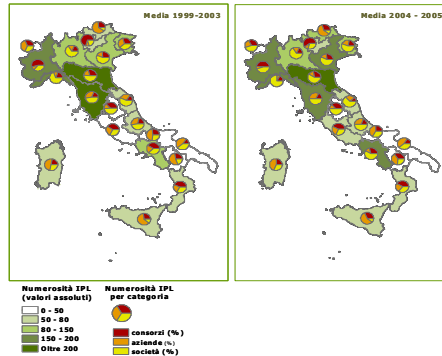 Media 1999-2003
Media 2004 - 2005
Numerosità IPL
(valori assoluti)
0 - 50
50 - 80
80 - 150
150 - 200
Oltre 200
Numerosità IPL
per categoria
consorzi (%)
aziende (%)
società (%)